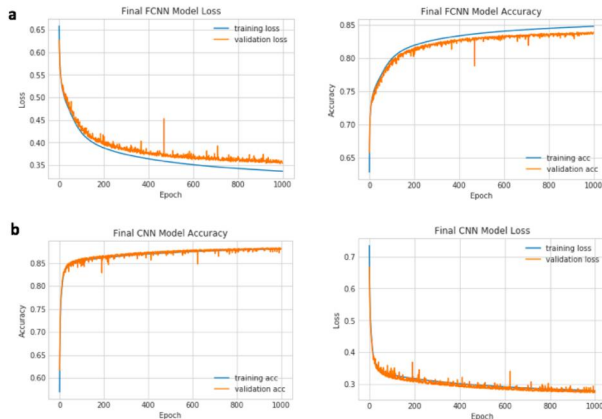 a
Final FCNN Model Loss
0.65
0.60
0.55
0.50
0.45
0.40
0.35
Loss
training loss
validation loss
0 200 400 600 800 1000
Epoch
Final FCNN Model Accuracy
0.85
0.80
0.75
0.70
0.65
Accuracy
training acc
validation acc
0 200 400 600 800 1000
Epoch
b
Final CNN Model Accuracy
0.85
0.80
0.75
0.70
0.65
0.60
Accuracy
training acc
validation acc
0 200 400 600 800 1000
Epoch
Final CNN Model Loss
0.7
0.6
0.5
0.4
0.3
Loss
training loss
validation loss
0 200 400 600 800 1000
Epoch